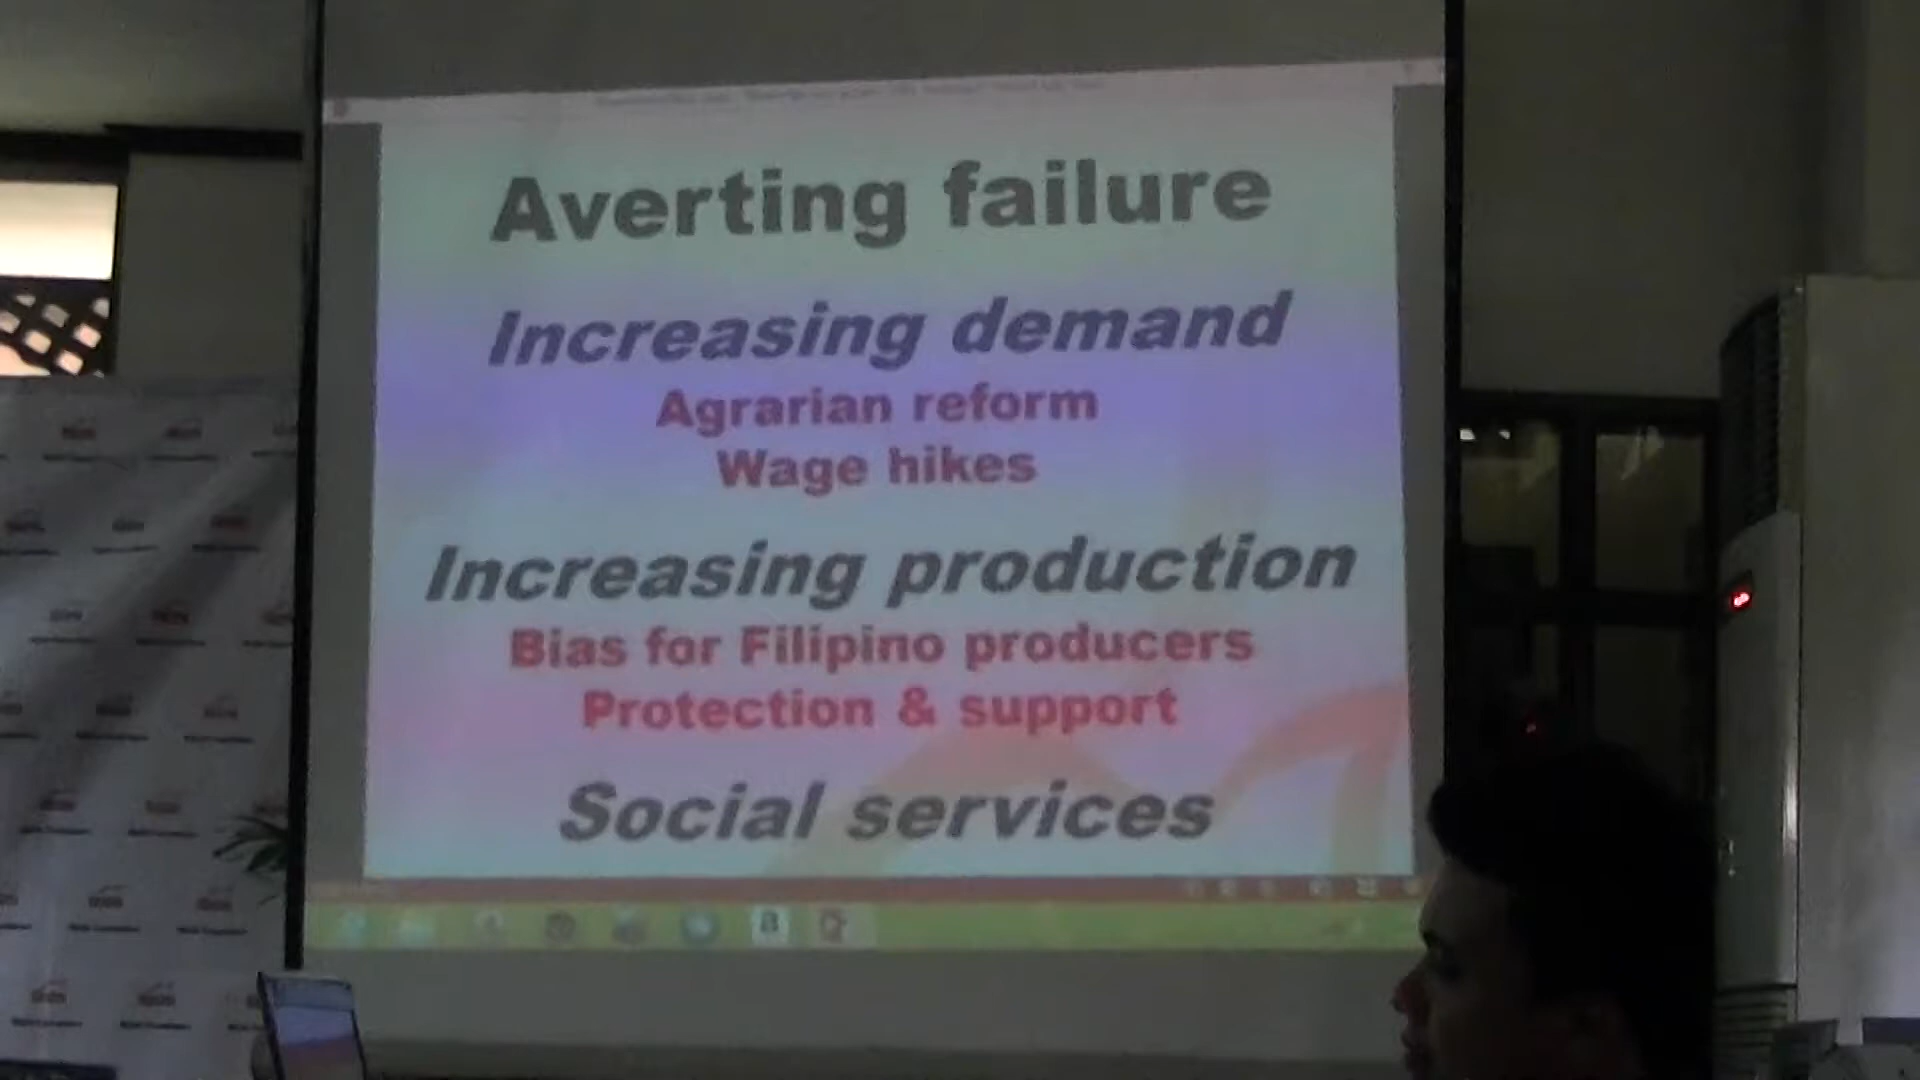 Averting failure
Increasing demand
Agrarian reform
Wage hikes
Increasing production
Bias for Filipino producers
Protection & support
Social services